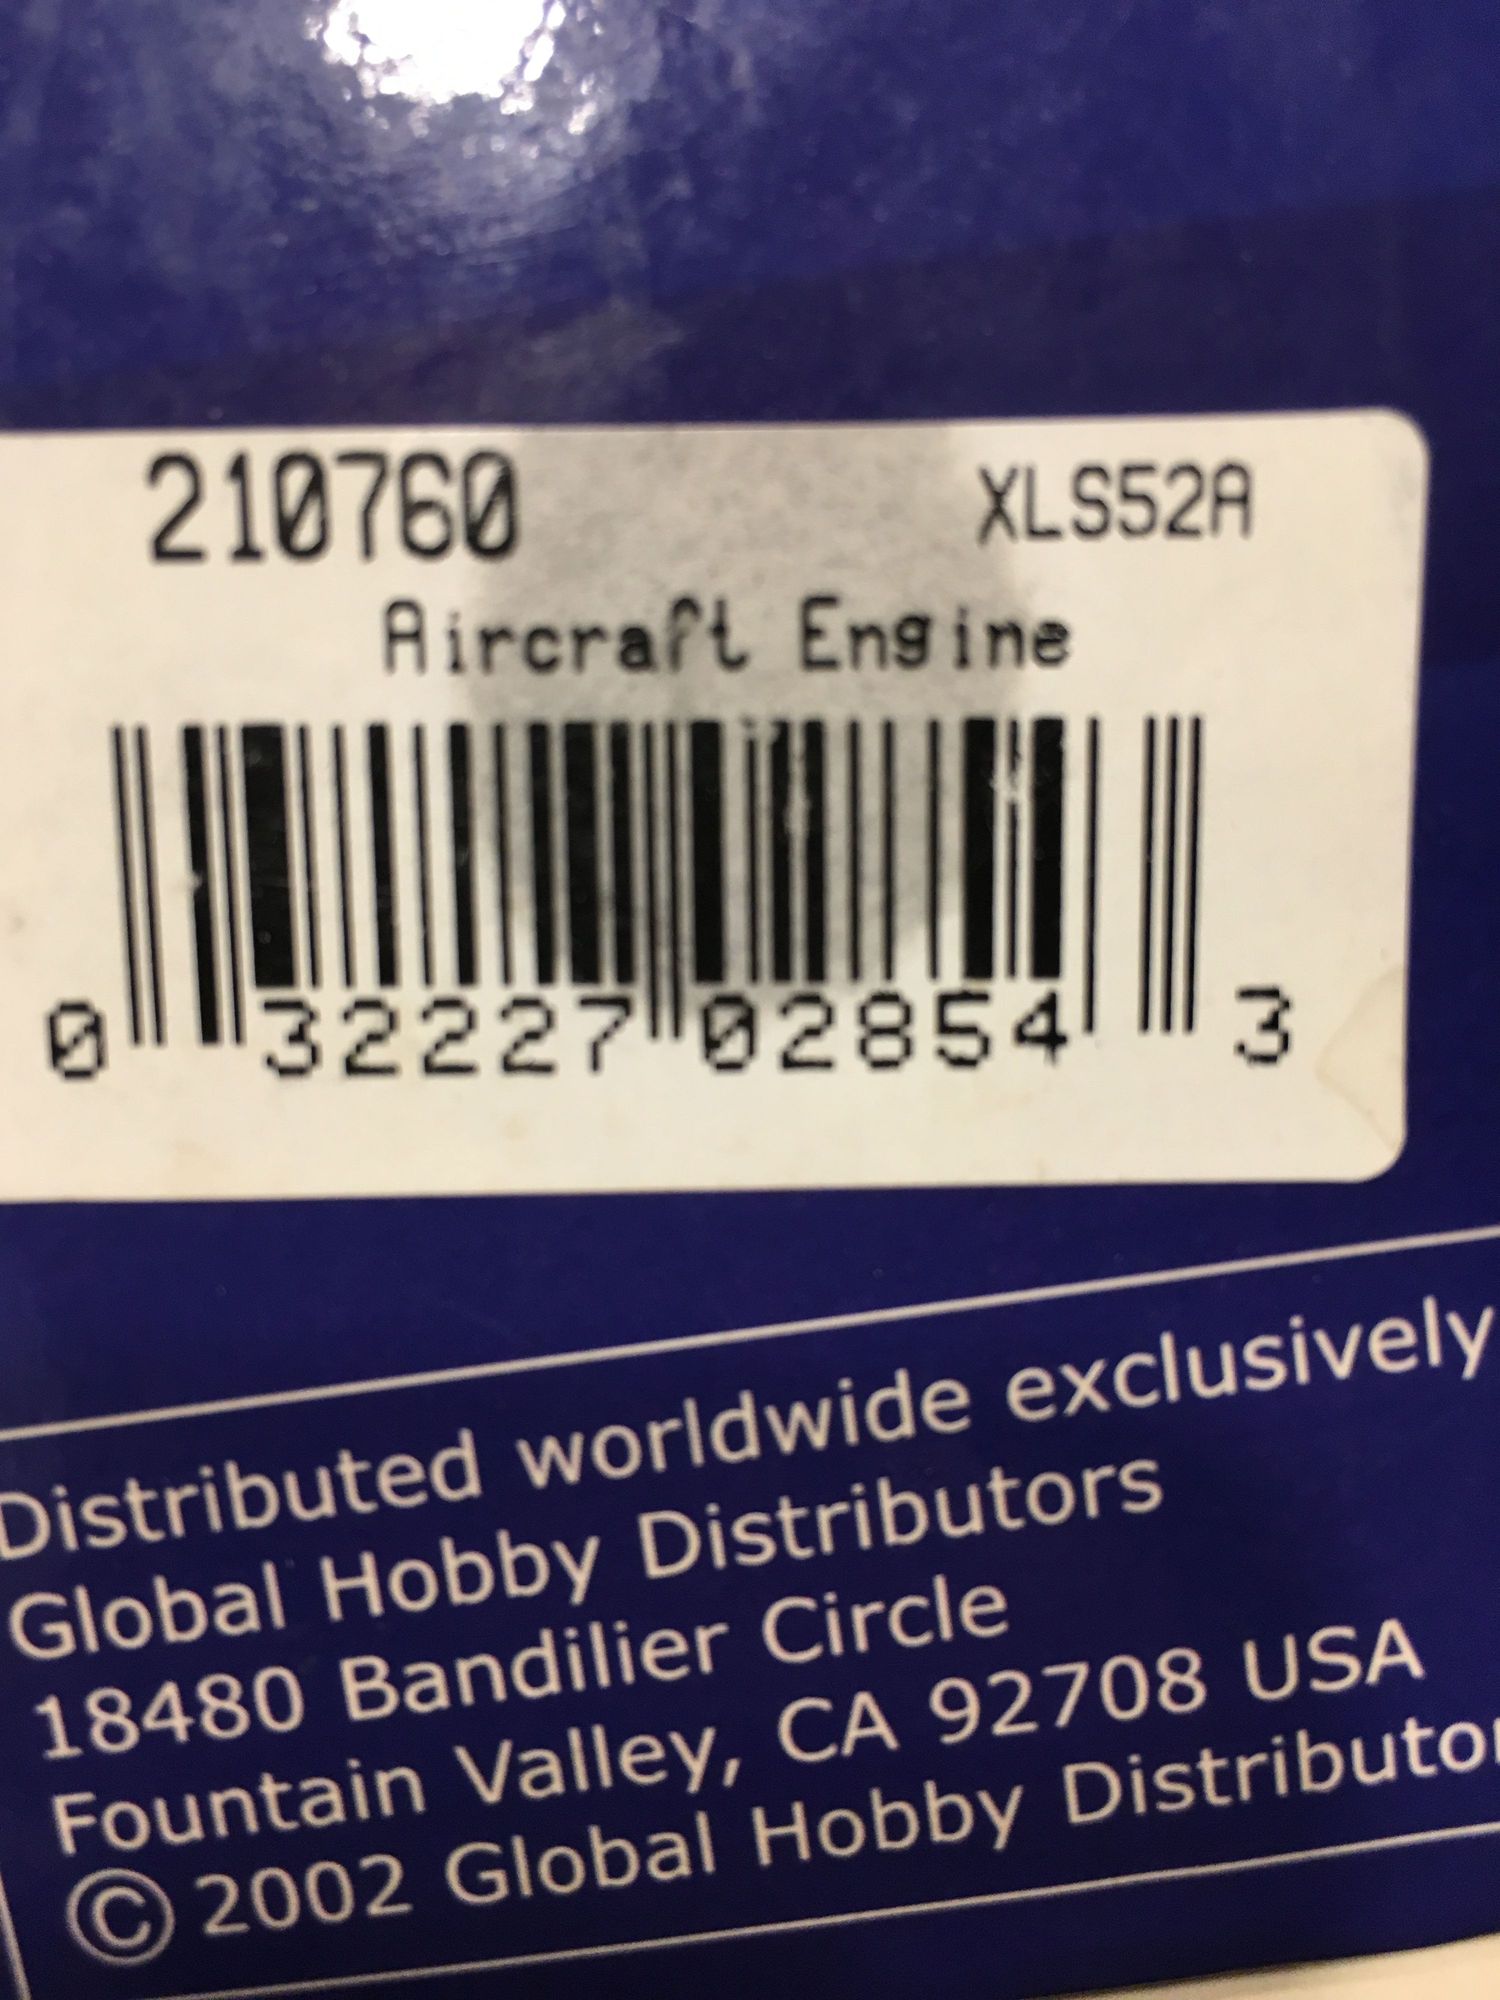 210760 XLS52A
Aircraft Engine
0 32227 02854 3
Distributed worldwide exclusively
Global Hobby Distributors
18480 Bandilier Circle
Fountain Valley, CA 92708 USA
© 2002 Global Hobby Distributor